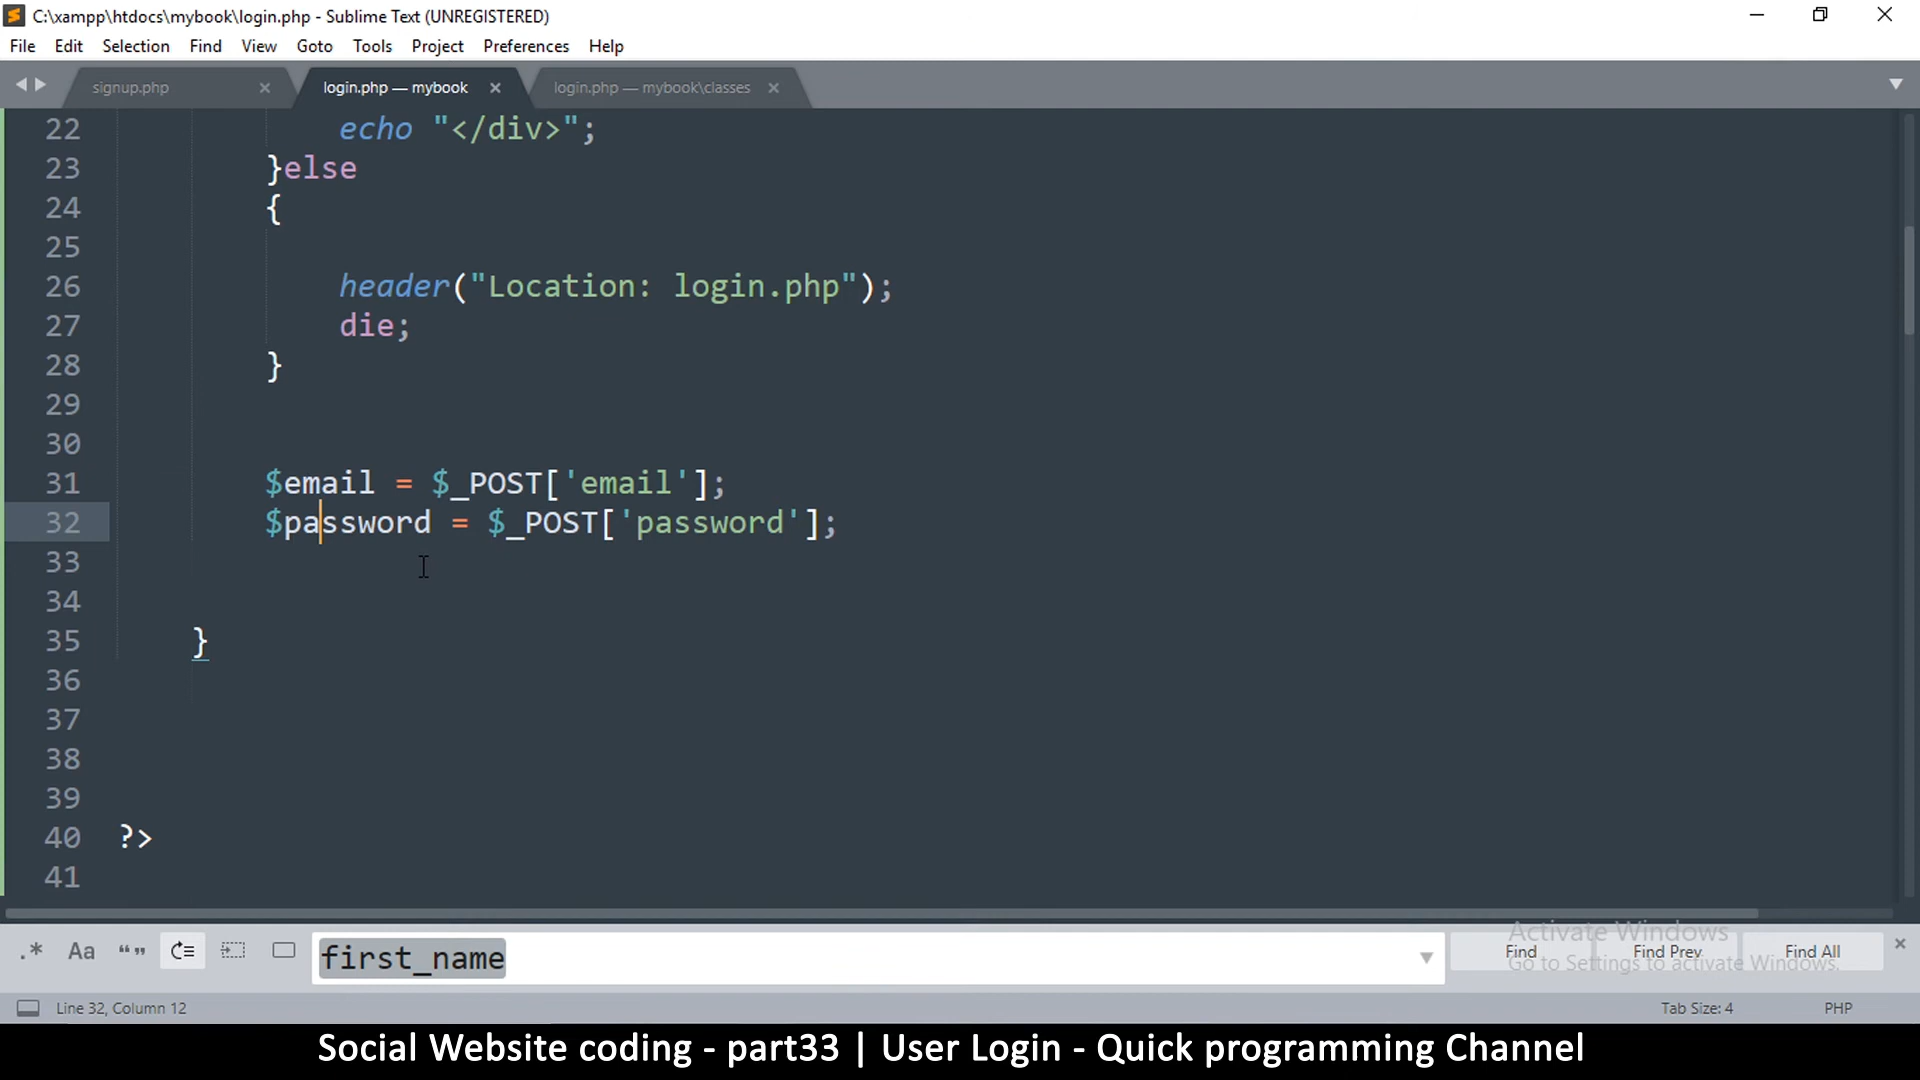 C:\xampp\htdocs\mybook\login.php - Sublime Text (UNREGISTERED)
File Edit Selection Find View Goto Tools Project Preferences Help
signup.php × login.php — mybook × login.php — mybook\classes ×
22 echo "</div>";
23 }else
24 {
25
26 header("Location: login.php");
27 die;
28 }
29
30
31 $email = $_POST['email'];
32 $password = $_POST['password'];
33
34
35 }
36
37
38
39
40 ?>
41
.* Aa “” first_name Find Find Prev Find All
Activate Windows
Go to Settings to activate Windows.
Line 32, Column 12 Tab Size: 4 PHP
Social Website coding - part33 | User Login - Quick programming Channel